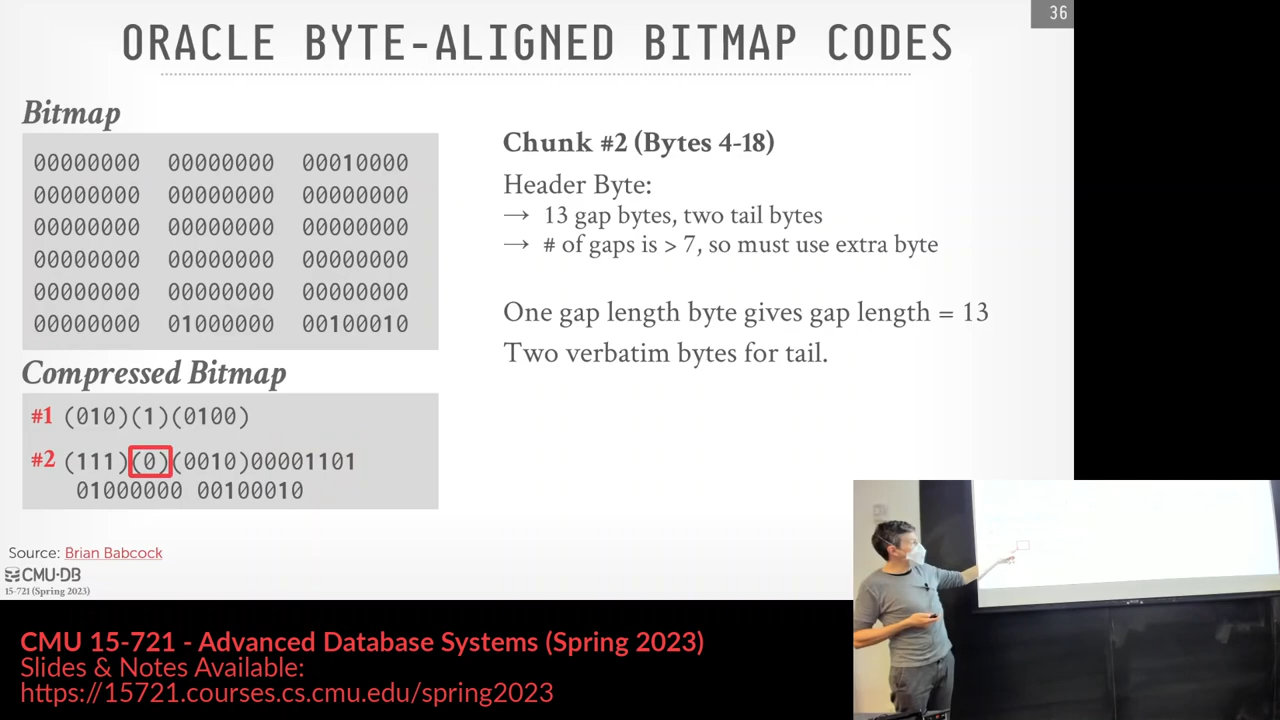 36
ORACLE BYTE-ALIGNED BITMAP CODES
Bitmap
00000000 00000000 00010000
00000000 00000000 00000000
00000000 00000000 00000000
00000000 00000000 00000000
00000000 00000000 00000000
00000000 01000000 00100010
Compressed Bitmap
#1 (010)(1)(0100)
#2 (111)(0)(0010)00001101
01000000 00100010
Chunk #2 (Bytes 4-18)
Header Byte:
→ 13 gap bytes, two tail bytes
→ # of gaps is > 7, so must use extra byte
One gap length byte gives gap length = 13
Two verbatim bytes for tail.
Source: Brian Babcock
CMU·DB
15-721 (Spring 2023)
CMU 15-721 - Advanced Database Systems (Spring 2023)
Slides & Notes Available:
https://15721.courses.cs.cmu.edu/spring2023